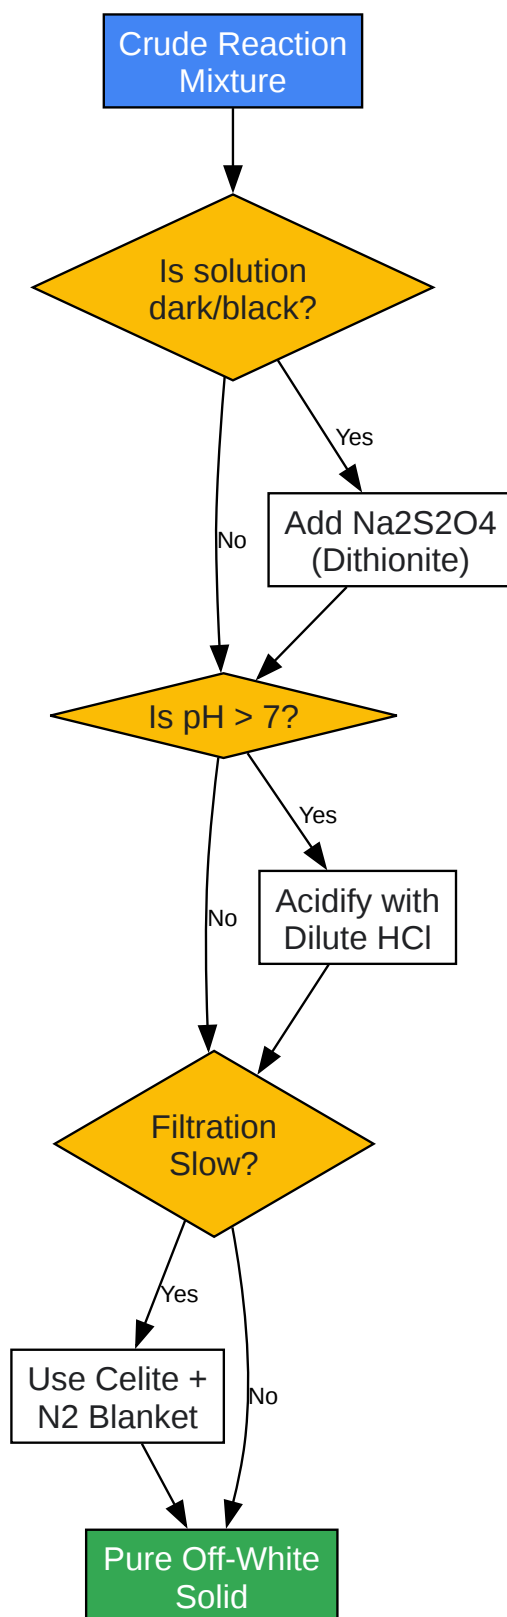 Crude Reaction
Mixture
Is solution
dark/black?
Yes
Add Na2S2O4
(Dithionite)
No
Is pH > 7?
Yes
Acidify with
Dilute HCl
No
Filtration
Slow?
Yes
Use Celite +
N2 Blanket
No
Pure Off-White
Solid